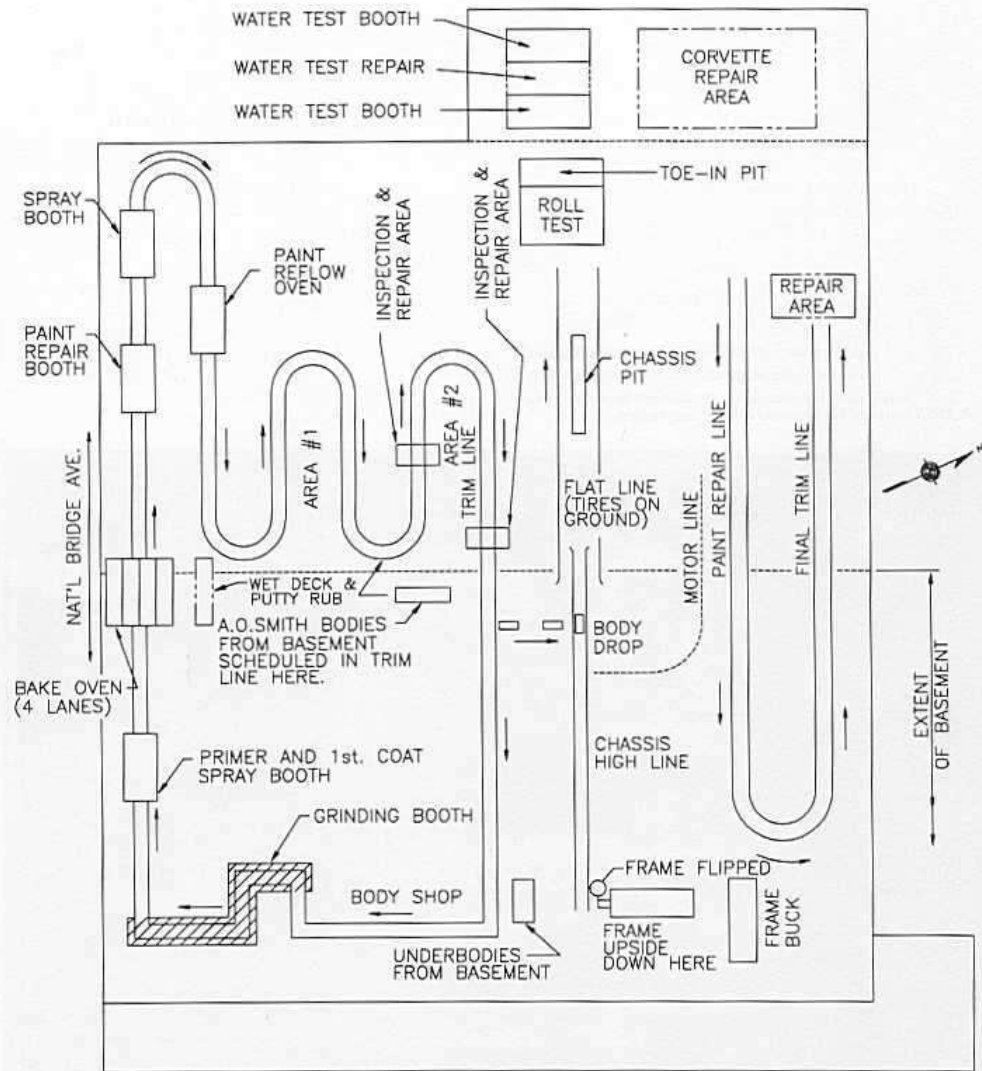 WATER TEST BOOTH
WATER TEST REPAIR
WATER TEST BOOTH
CORVETTE
REPAIR
AREA
TOE-IN PIT
ROLL
TEST
SPRAY
BOOTH
PAINT
REFLOW
OVEN
INSPECTION &
REPAIR AREA
INSPECTION &
REPAIR AREA
REPAIR
AREA
PAINT
REPAIR
BOOTH
CHASSIS
PIT
AREA #1
AREA #2
TRIM LINE
NAT'L BRIDGE AVE.
FLAT LINE
(TIRES ON
GROUND)
MOTOR LINE
PAINT REPAIR LINE
FINAL TRIM LINE
WET DECK &
PUTTY RUB
A.O.SMITH BODIES
FROM BASEMENT
SCHEDULED IN TRIM
LINE HERE.
BODY
DROP
BAKE OVEN
(4 LANES)
EXTENT
OF BASEMENT
PRIMER AND 1st. COAT
SPRAY BOOTH
CHASSIS
HIGH LINE
GRINDING BOOTH
BODY SHOP
FRAME FLIPPED
UNDERBODIES
FROM BASEMENT
FRAME
UPSIDE
DOWN HERE
FRAME
BUCK